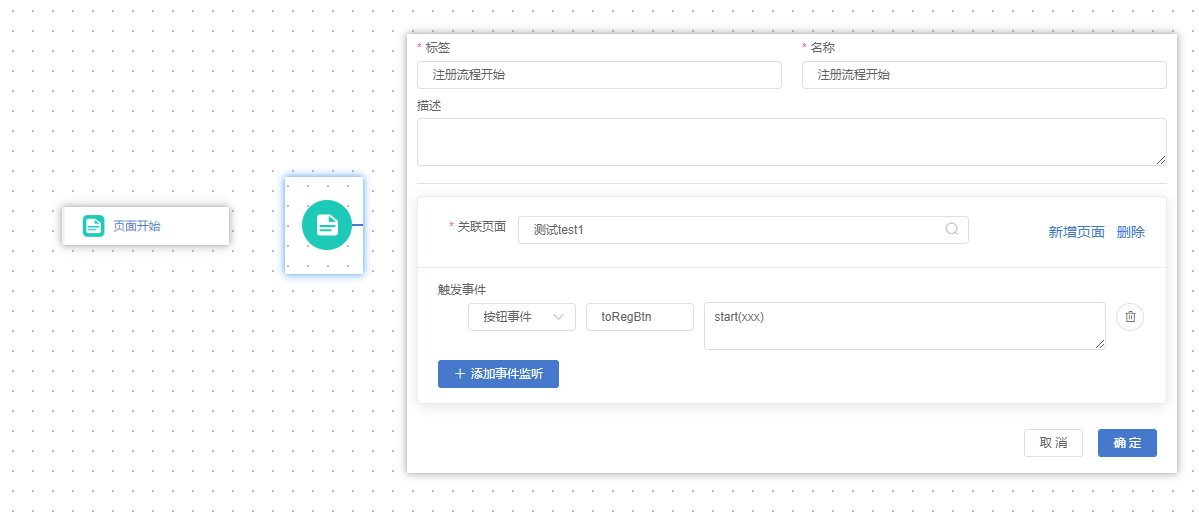 页面开始
* 标签
* 名称
注册流程开始
注册流程开始
描述
* 关联页面
测试test1
新增页面
删除
触发事件
按钮事件
toRegBtn
start(xxx)
+ 添加事件监听
取 消
确 定